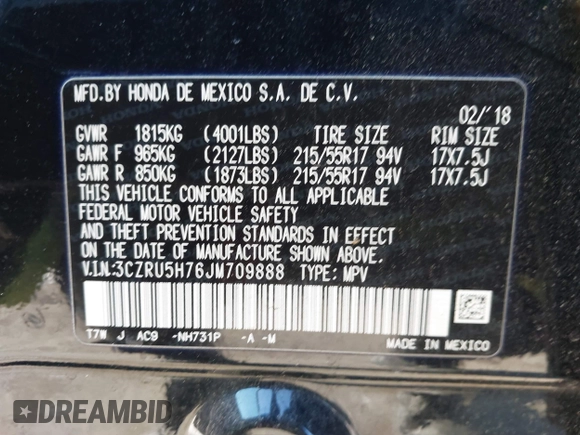 MFD.BY HONDA DE MEXICO S.A. DE C.V.
02/'18
GVWR 1815KG (4001LBS) TIRE SIZE RIM SIZE
GAWR F 965KG (2127LBS) 215/55R17 94V 17X7.5J
GAWR R 850KG (1873LBS) 215/55R17 94V 17X7.5J
THIS VEHICLE CONFORMS TO ALL APPLICABLE
FEDERAL MOTOR VEHICLE SAFETY
AND THEFT PREVENTION STANDARDS IN EFFECT
ON THE DATE OF MANUFACTURE SHOWN ABOVE.
V.I.N:3CZRU5H76JM709888 TYPE: MPV
T7W J AC9 -NH731P -A -M
MADE IN MEXICO
DREAMBID